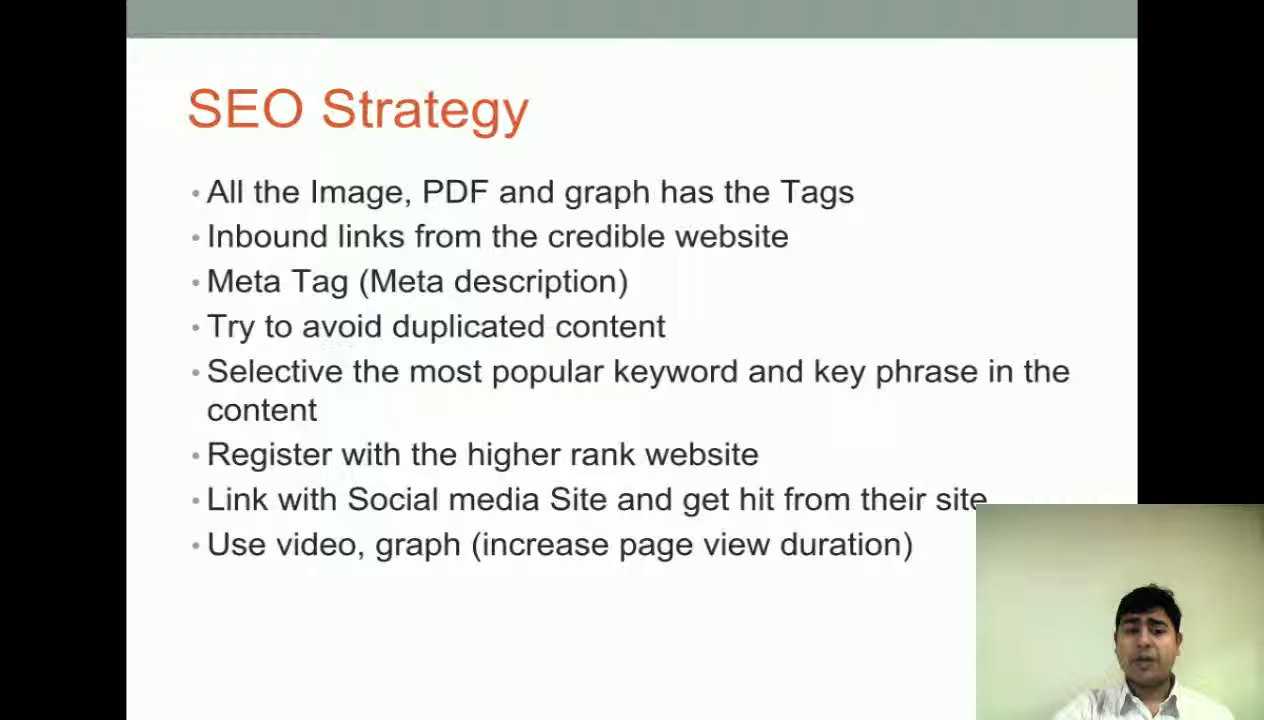 SEO Strategy
• All the Image, PDF and graph has the Tags
• Inbound links from the credible website
• Meta Tag (Meta description)
• Try to avoid duplicated content
• Selective the most popular keyword and key phrase in the
content
• Register with the higher rank website
• Link with Social media Site and get hit from their site
• Use video, graph (increase page view duration)